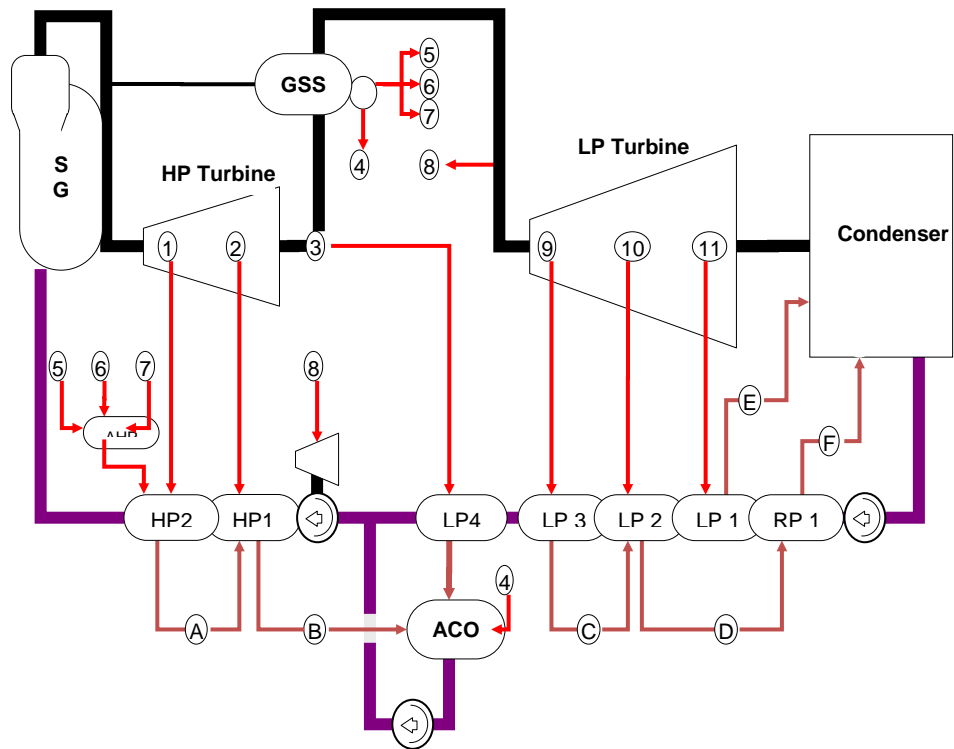 5
GSS
6
7
LP Turbine
S
G
4
8
HP Turbine
1
2
3
9
10
11
Condenser
5
6
7
8
E
F
HP2
HP1
LP4
LP 3
LP 2
LP 1
RP 1
4
A
B
ACO
C
D